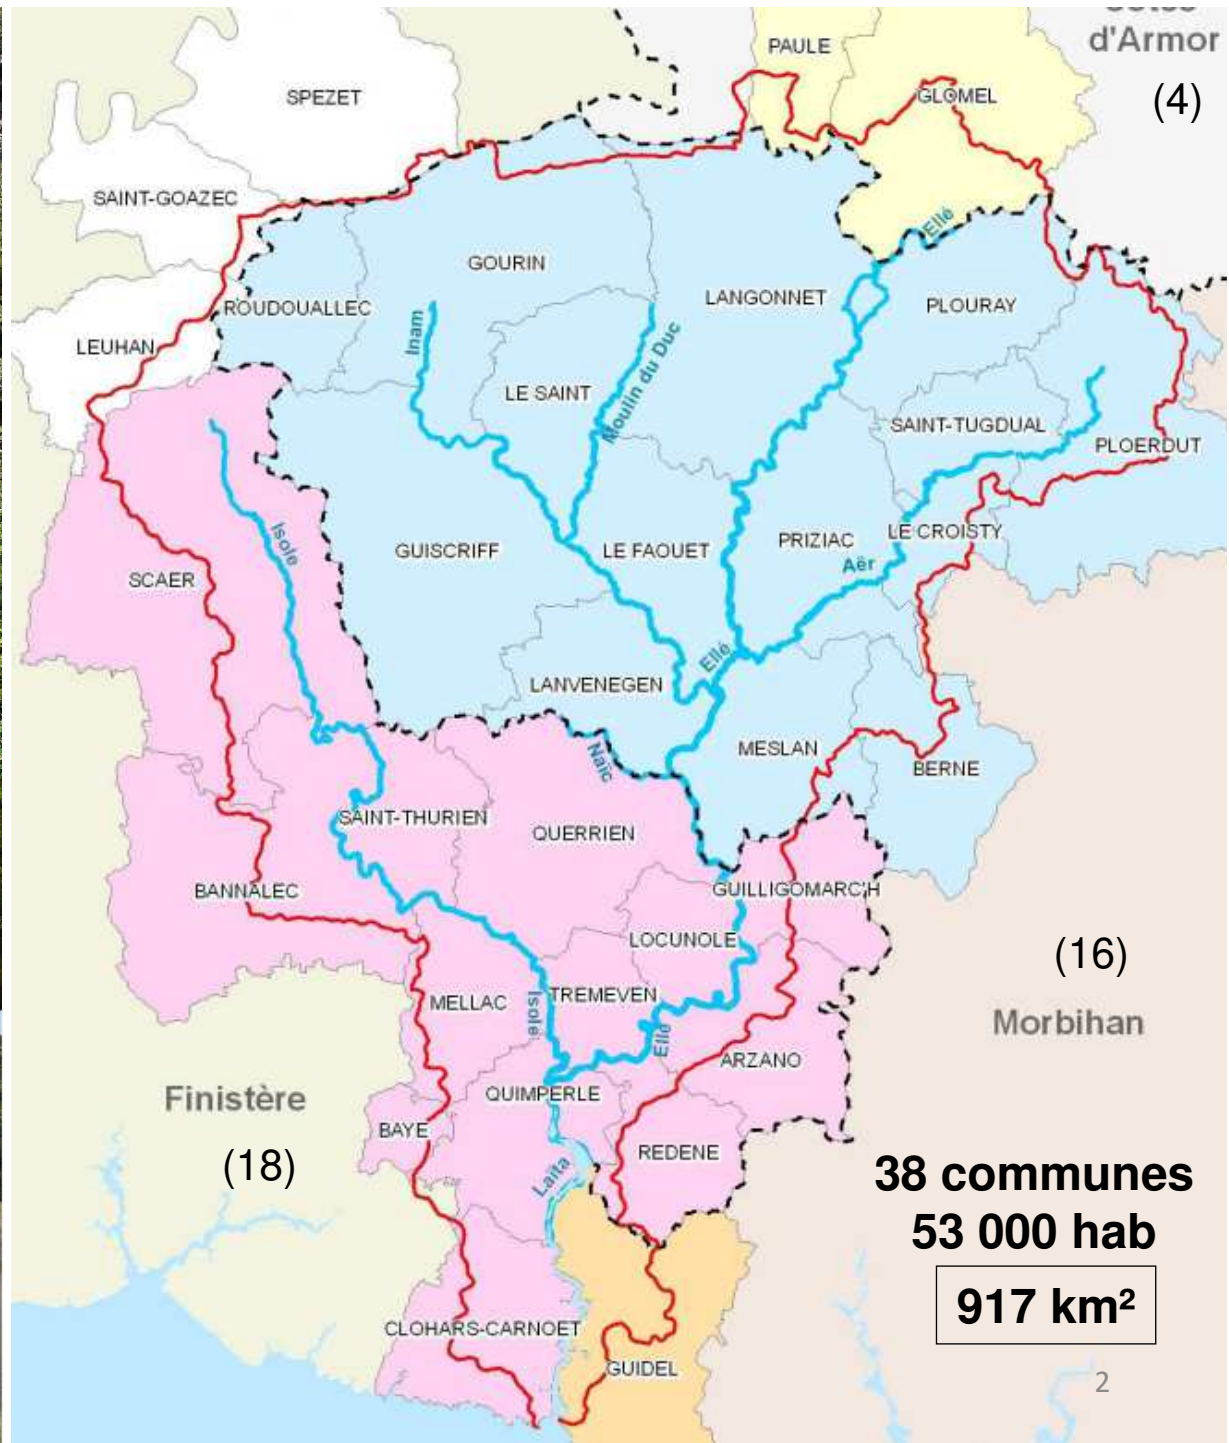 Côtes
d'Armor
(4)
PAULE
GLOMEL
SPEZET
SAINT-GOAZEC
Ellé
GOURIN
LANGONNET
PLOURAY
ROUDOUALLEC
LEUHAN
Inam
Moulin du Duc
LE SAINT
SAINT-TUGDUAL
PLOERDUT
Isole
GUISCRIFF
LE FAOUET
PRIZIAC
LE CROISTY
Aër
SCAER
Ellé
LANVENEGEN
MESLAN
BERNE
Naïc
SAINT-THURIEN
QUERRIEN
BANNALEC
GUILLIGOMARC'H
LOCUNOLE
(16)
Morbihan
MELLAC
Isole
TREMEVEN
Ellé
ARZANO
Finistère
(18)
QUIMPERLE
BAYE
REDENE
Laïta
38 communes
53 000 hab
917 km²
CLOHARS-CARNOET
GUIDEL
2